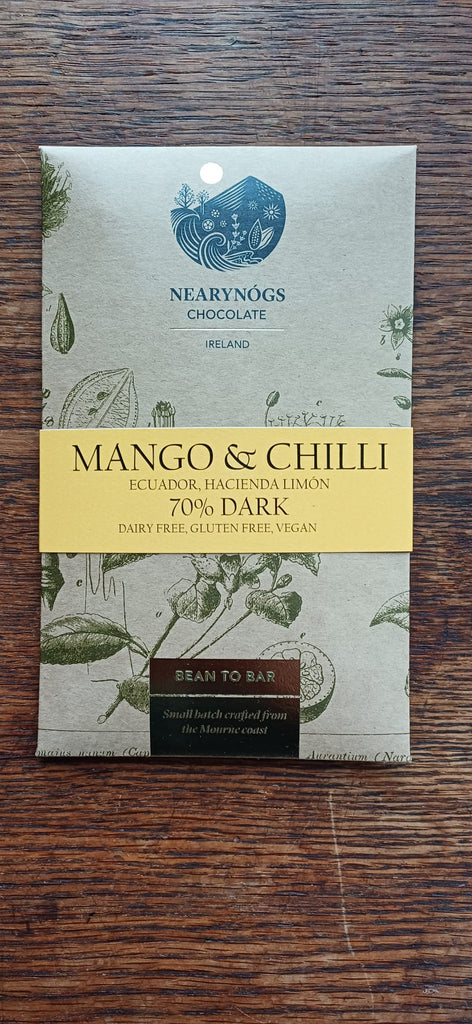 NEARYNÓGS
CHOCOLATE
IRELAND
MANGO & CHILLI
ECUADOR, HACIENDA LIMÓN
70% DARK
DAIRY FREE, GLUTEN FREE, VEGAN
BEAN TO BAR
Small batch crafted from
the Mourne coast
Aurantium (Narc